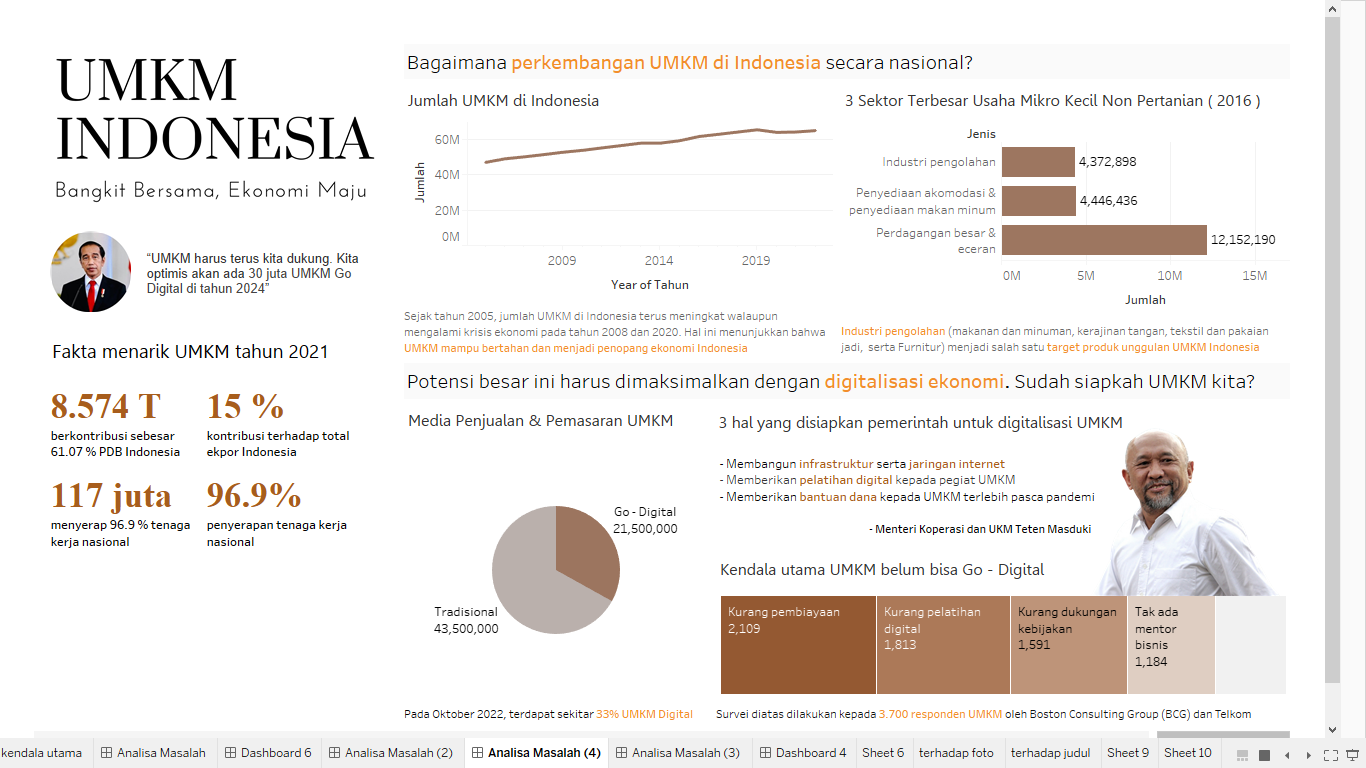 UMKM
INDONESIA
Bangkit Bersama, Ekonomi Maju
“UMKM harus terus kita dukung. Kita
optimis akan ada 30 juta UMKM Go
Digital di tahun 2024”
Fakta menarik UMKM tahun 2021
8.574 T
berkontribusi sebesar
61.07 % PDB Indonesia
15 %
kontribusi terhadap total
ekpor Indonesia
117 juta
menyerap 96.9 % tenaga
kerja nasional
96.9%
penyerapan tenaga kerja
nasional
Bagaimana perkembangan UMKM di Indonesia secara nasional?
Jumlah UMKM di Indonesia
60M
40M
20M
0M
Jumlah
2009
2014
2019
Year of Tahun
Sejak tahun 2005, jumlah UMKM di Indonesia terus meningkat walaupun
mengalami krisis ekonomi pada tahun 2008 dan 2020. Hal ini menunjukkan bahwa
UMKM mampu bertahan dan menjadi penopang ekonomi Indonesia
3 Sektor Terbesar Usaha Mikro Kecil Non Pertanian ( 2016 )
Jenis
Industri pengolahan
4,372,898
Penyediaan akomodasi &
penyediaan makan minum
4,446,436
Perdagangan besar &
eceran
12,152,190
0M
5M
10M
15M
Jumlah
Industri pengolahan (makanan dan minuman, kerajinan tangan, tekstil dan pakaian
jadi, serta Furnitur) menjadi salah satu target produk unggulan UMKM Indonesia
Potensi besar ini harus dimaksimalkan dengan digitalisasi ekonomi. Sudah siapkah UMKM kita?
Media Penjualan & Pemasaran UMKM
Go - Digital
21,500,000
Tradisional
43,500,000
Pada Oktober 2022, terdapat sekitar 33% UMKM Digital
3 hal yang disiapkan pemerintah untuk digitalisasi UMKM
- Membangun infrastruktur serta jaringan internet
- Memberikan pelatihan digital kepada pegiat UMKM
- Memberikan bantuan dana kepada UMKM terlebih pasca pandemi
- Menteri Koperasi dan UKM Teten Masduki
Kendala utama UMKM belum bisa Go - Digital
Kurang pembiayaan
2,109
Kurang pelatihan
digital
1,813
Kurang dukungan
kebijakan
1,591
Tak ada
mentor
bisnis
1,184
Survei diatas dilakukan kepada 3.700 responden UMKM oleh Boston Consulting Group (BCG) dan Telkom
kendala utama
Analisa Masalah
Dashboard 6
Analisa Masalah (2)
Analisa Masalah (4)
Analisa Masalah (3)
Dashboard 4
Sheet 6
terhadap foto
terhadap judul
Sheet 9
Sheet 10